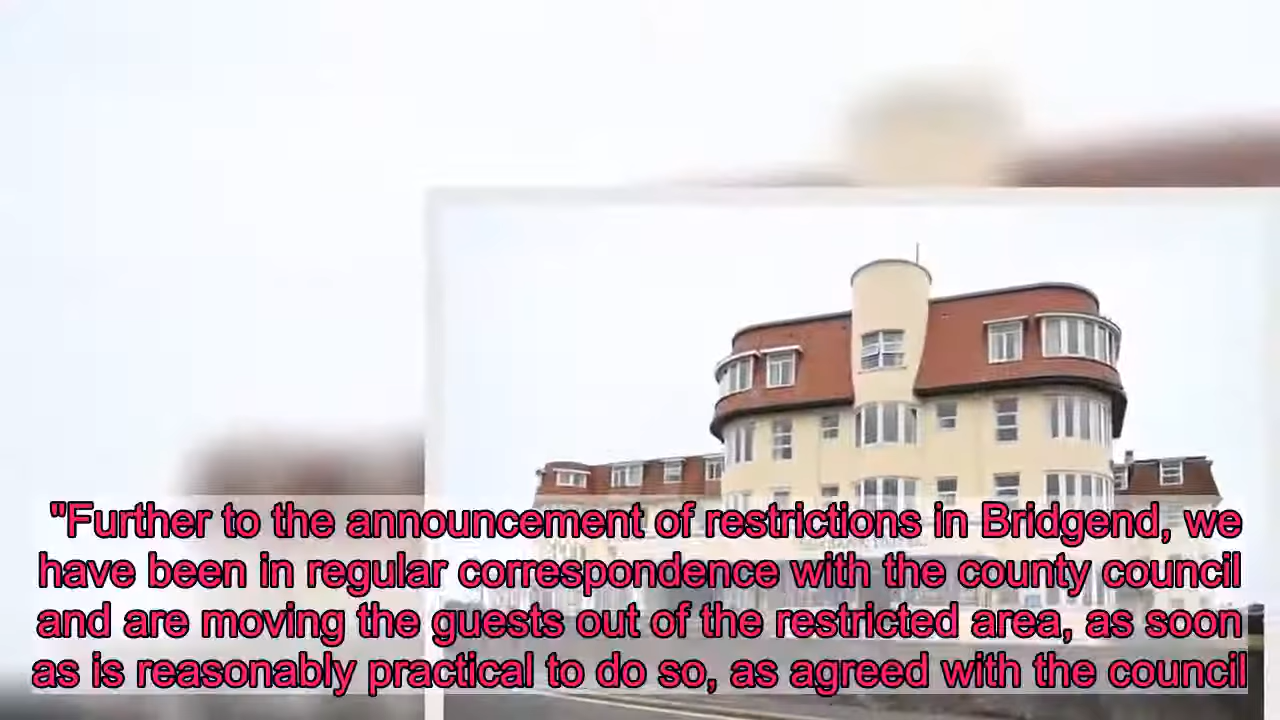 "Further to the announcement of restrictions in Bridgend, we
have been in regular correspondence with the county council
and are moving the guests out of the restricted area, as soon
as is reasonably practical to do so, as agreed with the council